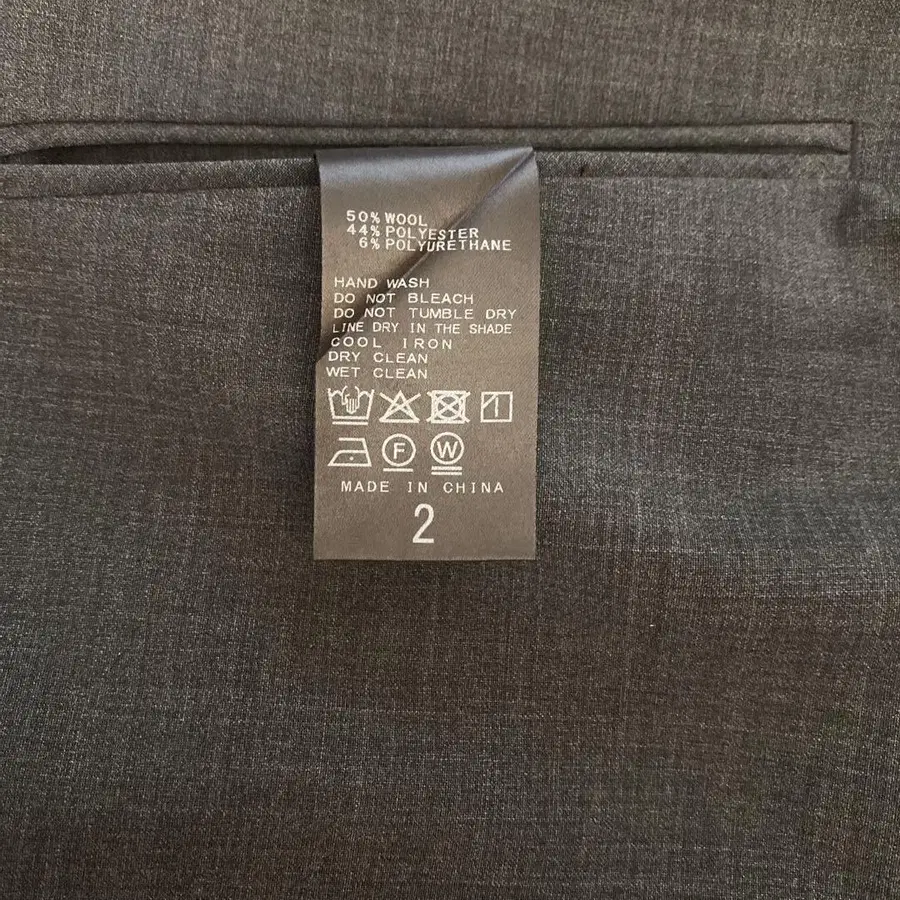 50% WOOL
44% POLYESTER
6% POLYURETHANE
HAND WASH
DO NOT BLEACH
DO NOT TUMBLE DRY
LINE DRY IN THE SHADE
COOL IRON
DRY CLEAN
WET CLEAN
F W
MADE IN CHINA
2